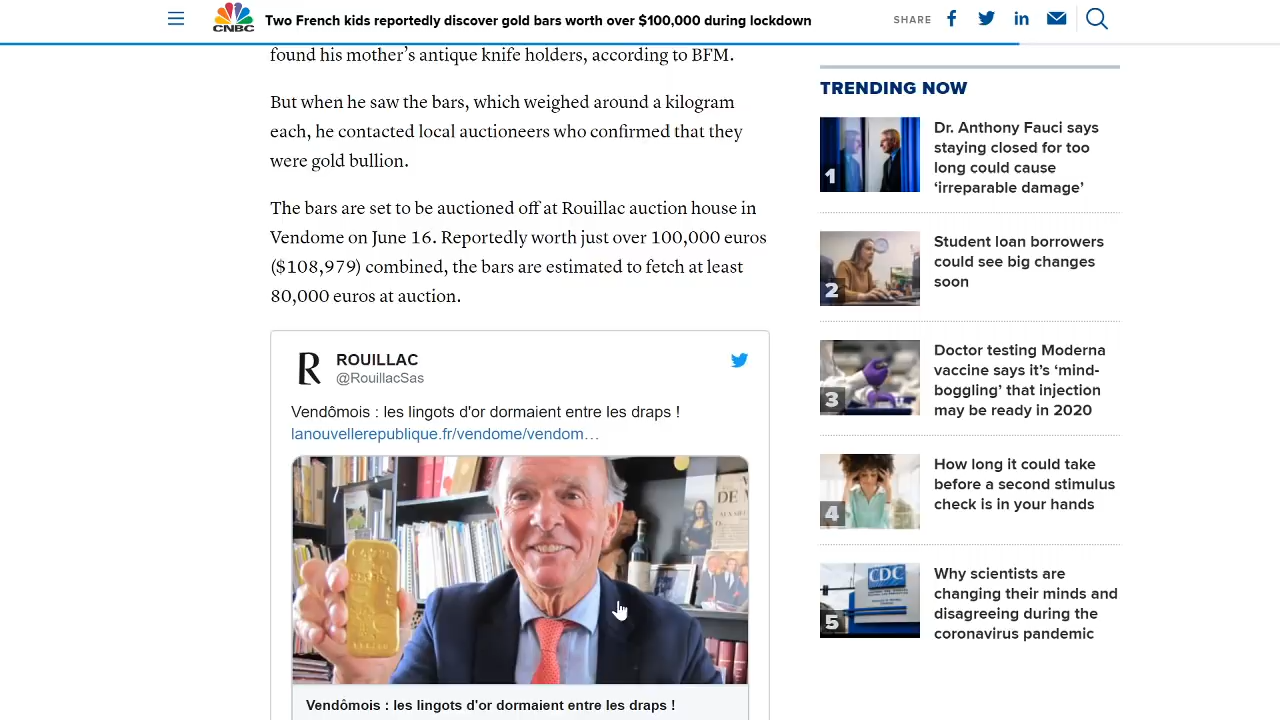 CNBC
Two French kids reportedly discover gold bars worth over $100,000 during lockdown
SHARE
found his mother’s antique knife holders, according to BFM.
But when he saw the bars, which weighed around a kilogram
each, he contacted local auctioneers who confirmed that they
were gold bullion.
The bars are set to be auctioned off at Rouillac auction house in
Vendome on June 16. Reportedly worth just over 100,000 euros
($108,979) combined, the bars are estimated to fetch at least
80,000 euros at auction.
R
ROUILLAC
@RouillacSas
Vendômois : les lingots d'or dormaient entre les draps !
lanouvellerepublique.fr/vendome/vendom…
Vendômois : les lingots d'or dormaient entre les draps !
TRENDING NOW
1
Dr. Anthony Fauci says
staying closed for too
long could cause
‘irreparable damage’
2
Student loan borrowers
could see big changes
soon
3
Doctor testing Moderna
vaccine says it’s ‘mind-
boggling’ that injection
may be ready in 2020
4
How long it could take
before a second stimulus
check is in your hands
CDC
5
Why scientists are
changing their minds and
disagreeing during the
coronavirus pandemic